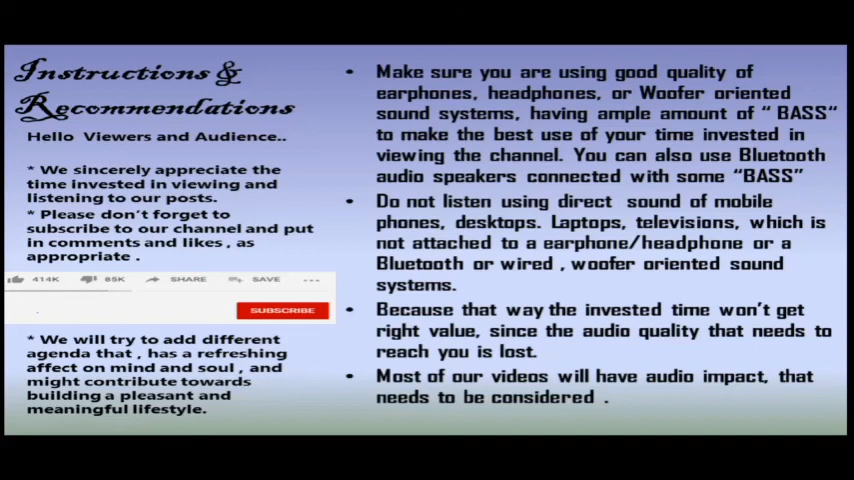 Instructions &
Recommendations
Hello Viewers and Audience..
* We sincerely appreciate the
time invested in viewing and
listening to our posts.
* Please don't forget to
subscribe to our channel and put
in comments and likes , as
appropriate .
414K 85K SHARE SAVE ...
SUBSCRIBE
* We will try to add different
agenda that , has a refreshing
affect on mind and soul , and
might contribute towards
building a pleasant and
meaningful lifestyle.
• Make sure you are using good quality of
earphones, headphones, or Woofer oriented
sound systems, having ample amount of " BASS"
to make the best use of your time invested in
viewing the channel. You can also use Bluetooth
audio speakers connected with some "BASS"
• Do not listen using direct sound of mobile
phones, desktops. Laptops, televisions, which is
not attached to a earphone/headphone or a
Bluetooth or wired , woofer oriented sound
systems.
• Because that way the invested time won't get
right value, since the audio quality that needs to
reach you is lost.
• Most of our videos will have audio impact, that
needs to be considered .